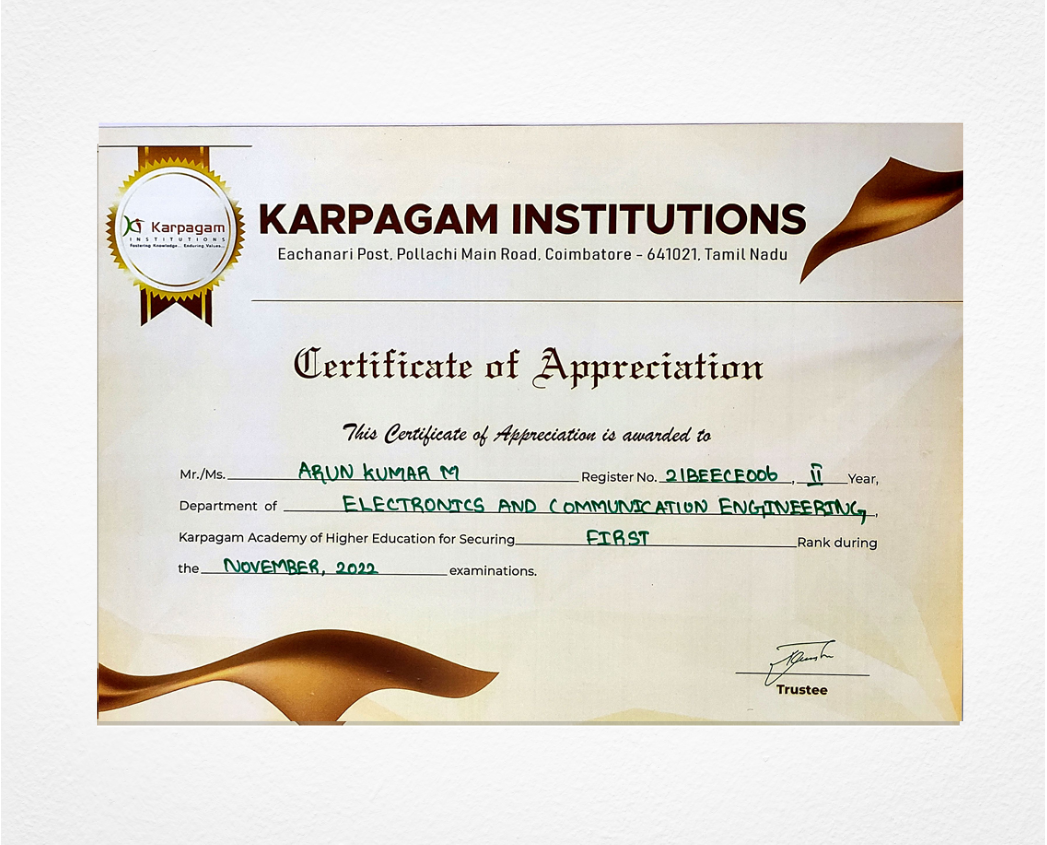 Karpagam
INSTITUTIONS
Fostering Knowledge... Enduring Values...
KARPAGAM INSTITUTIONS
Eachanari Post, Pollachi Main Road, Coimbatore - 641021, Tamil Nadu
Certificate of Appreciation
This Certificate of Appreciation is awarded to
Mr./Ms. ARUN KUMAR M Register No. 21BEECE006, II Year,
Department of ELECTRONICS AND COMMUNICATION ENGINEERING,
Karpagam Academy of Higher Education for Securing FIRST Rank during
the NOVEMBER, 2022 examinations.
Trustee